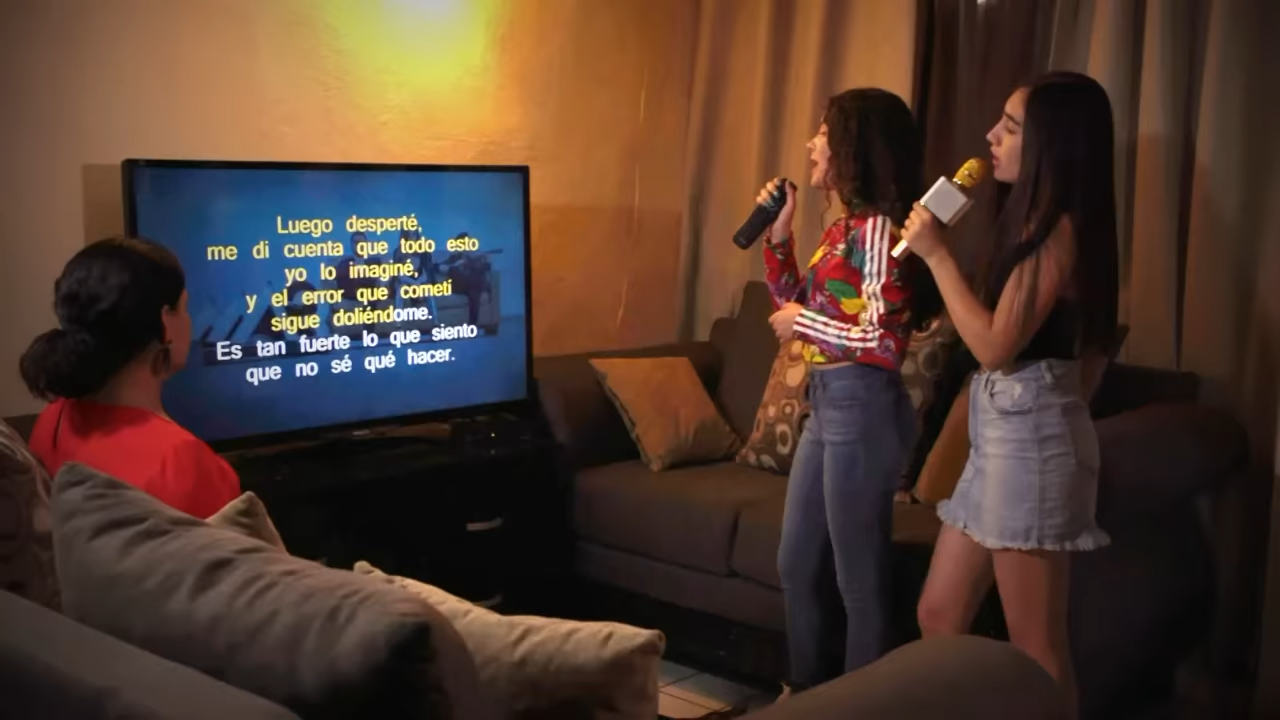 Luego desperté,
me di cuenta que todo esto
yo lo imaginé,
y el error que cometí
sigue doliéndome.
Es tan fuerte lo que siento
que no sé qué hacer.